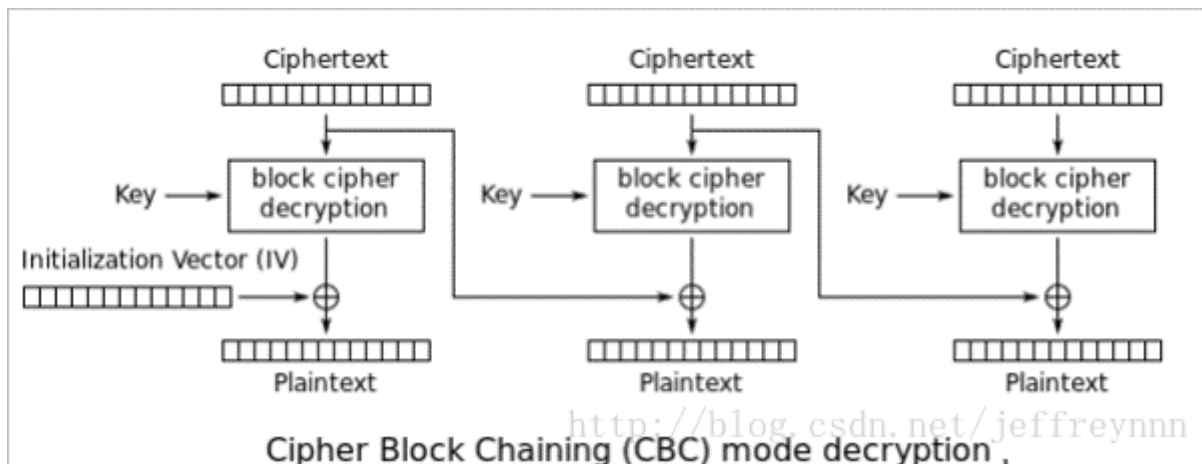 Ciphertext Ciphertext Ciphertext
Key block cipher decryption Key block cipher decryption Key block cipher decryption
Initialization Vector (IV)
Plaintext Plaintext Plaintext
http://blog.csdn.net/jeffreynnn
Cipher Block Chaining (CBC) mode decryption .